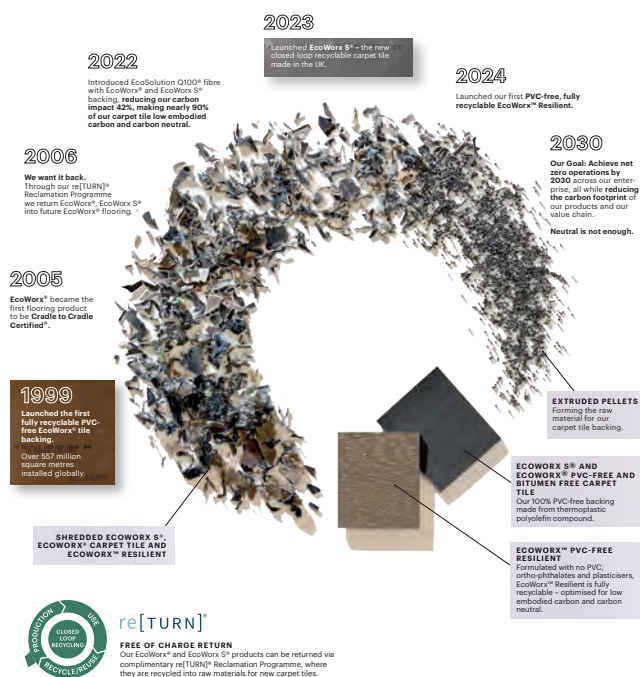 2023
Launched EcoWorx S® – the new
closed-loop recyclable carpet tile
made in the UK.
2022
Introduced EcoSolution Q100® fibre
with EcoWorx® and EcoWorx S®
backing, reducing our carbon
impact 42%, making nearly 90%
of our carpet tile low embodied
carbon and carbon neutral.
2024
Launched our first PVC-free, fully
recyclable EcoWorx™ Resilient.
2006
We want it back.
Through our re[TURN]®
Reclamation Programme
we return EcoWorx®, EcoWorx S®
into future EcoWorx® flooring.
2030
Our Goal: Achieve net
zero operations by
2030 across our enter-
prise, all while reducing
the carbon footprint of
our products and our
value chain.
Neutral is not enough.
2005
EcoWorx® became the
first flooring product
to be Cradle to Cradle
Certified®.
1999
Launched the first
fully recyclable PVC-
free EcoWorx® tile
backing.
Over 557 million
square metres
installed globally.
EXTRUDED PELLETS
Forming the raw
material for our
carpet tile backing.
ECOWORX S® AND
ECOWORX® PVC-FREE AND
BITUMEN FREE CARPET
TILE
Our 100% PVC-free backing
made from thermoplastic
polyolefin compound.
SHREDDED ECOWORX S®,
ECOWORX® CARPET TILE AND
ECOWORX™ RESILIENT
ECOWORX™ PVC-FREE
RESILIENT
Formulated with no PVC,
ortho-phthalates and plasticisers,
EcoWorx™ Resilient is fully
recyclable – optimised for low
embodied carbon and carbon
neutral.
PRODUCTION
USE
RECYCLE/REUSE
CLOSED
LOOP
RECYCLING
re[TURN]®
FREE OF CHARGE RETURN
Our EcoWorx® and EcoWorx S® products can be returned via
complimentary re[TURN]® Reclamation Programme, where
they are recycled into raw materials for new carpet tiles.